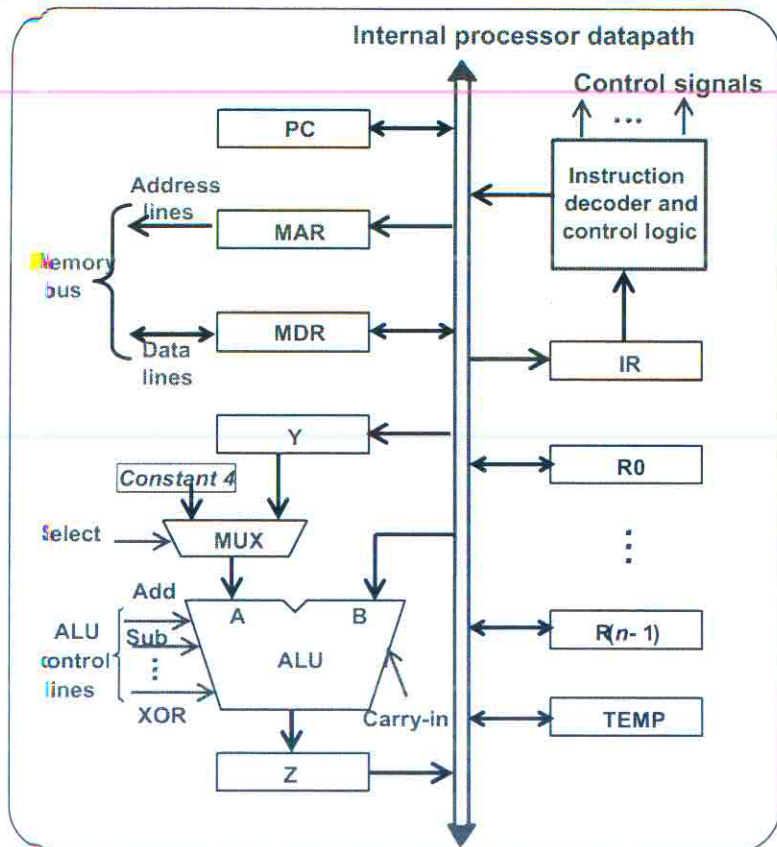 Internal processor datapath
Control signals
...
PC
Instruction
decoder and
control logic
Address
lines
MAR
Memory
bus
MDR
Data
lines
IR
Y
Constant 4
R0
Select
MUX
Add
A
B
ALU
control
lines
Sub
ALU
R(n-1)
XOR
Carry-in
TEMP
Z